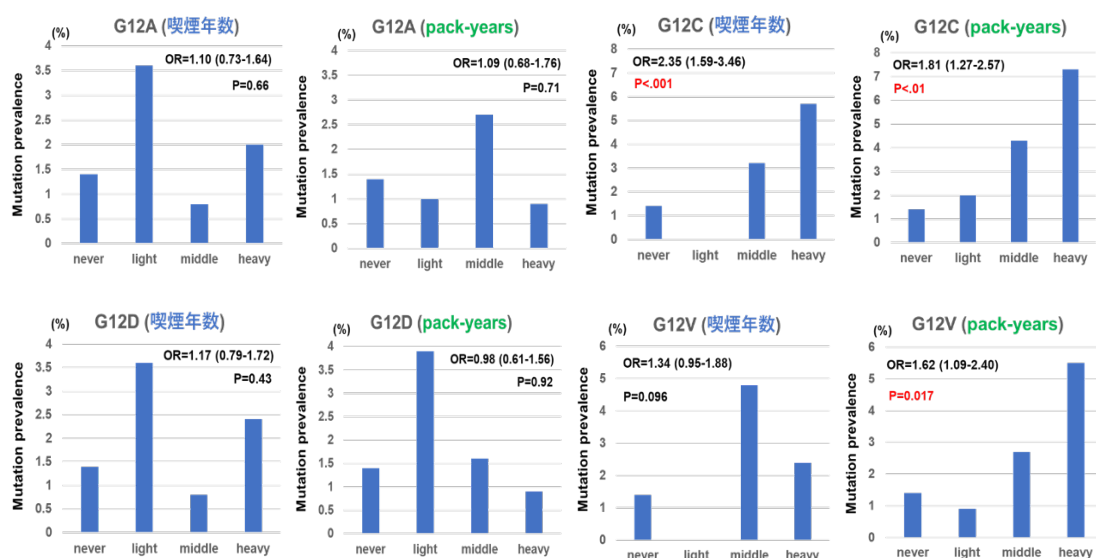 G12A (喫煙年数)
(%)
OR=1.10 (0.73-1.64)
P=0.66
Mutation prevalence
4
3.5
3
2.5
2
1.5
1
0.5
0
never light middle heavy
G12A (pack-years)
(%)
OR=1.09 (0.68-1.76)
P=0.71
Mutation prevalence
4
3.5
3
2.5
2
1.5
1
0.5
0
never light middle heavy
G12C (喫煙年数)
(%)
OR=2.35 (1.59-3.46)
P<.001
Mutation prevalence
8
7
6
5
4
3
2
1
0
never light middle heavy
G12C (pack-years)
(%)
OR=1.81 (1.27-2.57)
P<.01
Mutation prevalence
8
7
6
5
4
3
2
1
0
never light middle heavy
G12D (喫煙年数)
(%)
OR=1.17 (0.79-1.72)
P=0.43
Mutation prevalence
4
3.5
3
2.5
2
1.5
1
0.5
0
never light middle heavy
G12D (pack-years)
(%)
OR=0.98 (0.61-1.56)
P=0.92
Mutation prevalence
4
3.5
3
2.5
2
1.5
1
0.5
0
never light middle heavy
G12V (喫煙年数)
(%)
OR=1.34 (0.95-1.88)
P=0.096
Mutation prevalence
6
5
4
3
2
1
0
never light middle heavy
G12V (pack-years)
(%)
OR=1.62 (1.09-2.40)
P=0.017
Mutation prevalence
6
5
4
3
2
1
0
never light middle heavy